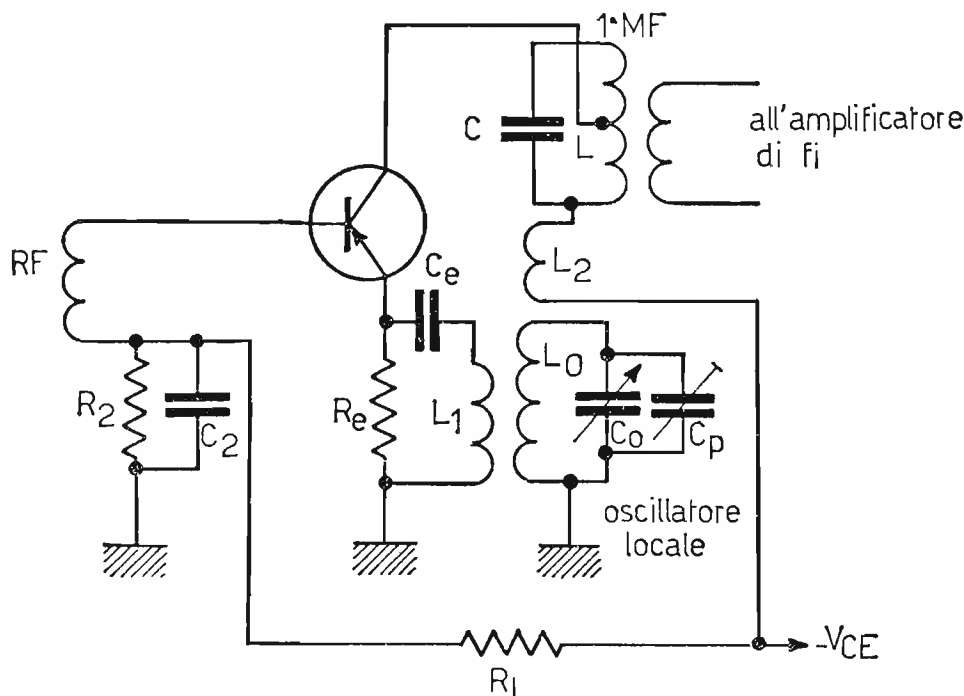 1ª MF
C
L
all'amplificatore
di fi
RF
Ce
L2
R2
C2
Re
L1
L0
C0
Cp
oscillatore
locale
R1
-VCE